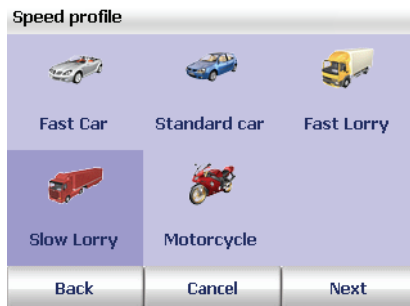 Speed profile
Fast Car Standard car Fast Lorry
Slow Lorry Motorcycle
Back Cancel Next